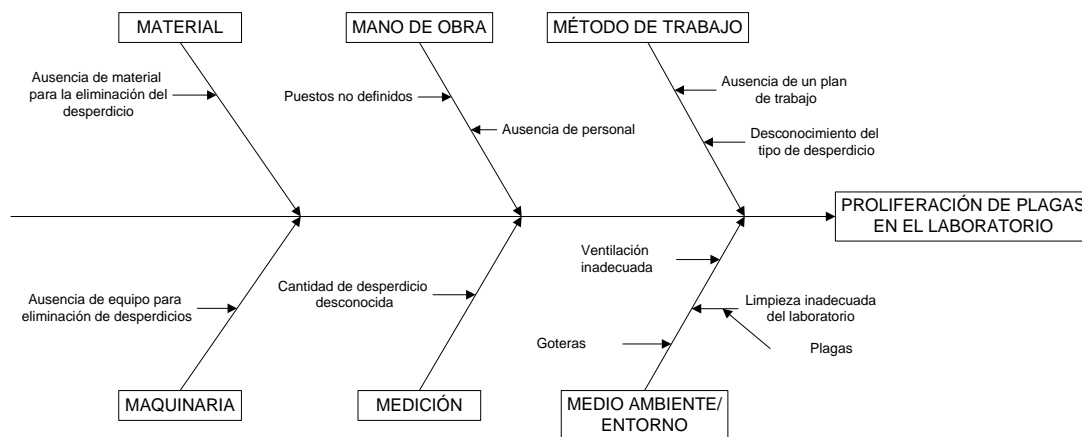 MATERIAL
MANO DE OBRA
MÉTODO DE TRABAJO
Ausencia de material
para la eliminación del
desperdicio
Puestos no definidos
Ausencia de personal
Ausencia de un plan
de trabajo
Desconocimiento del
tipo de desperdicio
PROLIFERACIÓN DE PLAGAS
EN EL LABORATORIO
Ausencia de equipo para
eliminación de desperdicios
Cantidad de desperdicio
desconocida
Ventilación
inadecuada
Limpieza inadecuada
del laboratorio
Goteras
Plagas
MAQUINARIA
MEDICIÓN
MEDIO AMBIENTE/
ENTORNO